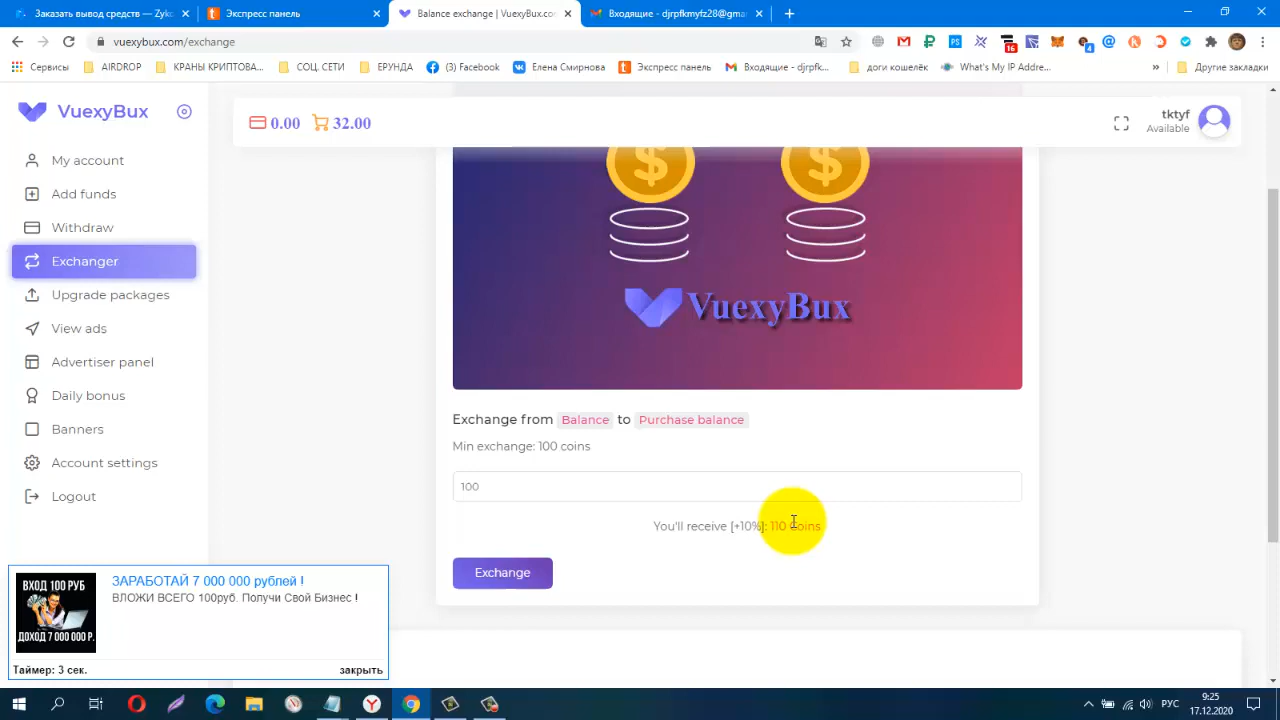 Заказать вывод средств – Zyko
Экспресс панель
Balance exchange | VuexyBux.co
Входящие - djrpfkmyfz28@gma
vuexybux.com/exchange
16
4
Сервисы
AIRDROP
КРАНЫ КРИПТОВА...
СОЦ. СЕТИ
ЕРУНДА
(3) Facebook
Елена Смирнова
Экспресс панель
Входящие - djrpfk...
доги кошелёк
What's My IP Addre...
»
Другие закладки
VuexyBux
0.00
32.00
tktyf
Available
My account
Add funds
Withdraw
Exchanger
Upgrade packages
View ads
Advertiser panel
Daily bonus
Banners
Account settings
Logout
$ $
VuexyBux
Exchange from Balance to Purchase balance
Min exchange: 100 coins
100
You'll receive [+10%]: 110 Coins
Exchange
ВХОД 100 РУБ
ДОХОД 7 000 000 Р.
ЗАРАБОТАЙ 7 000 000 рублей !
ВЛОЖИ ВСЕГО 100руб. Получи Свой Бизнес !
Таймер: 3 сек.
закрыть
РУС
9:25
17.12.2020